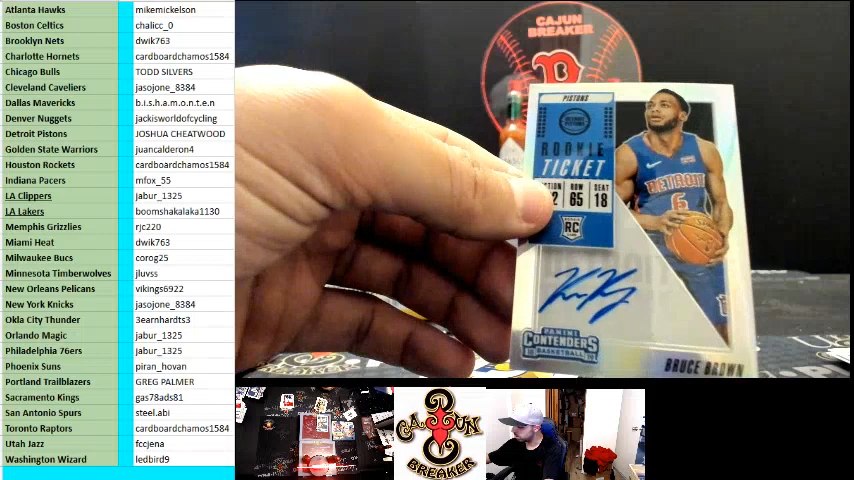 Atlanta Hawks mikemickelson
Boston Celtics chalicc_0
Brooklyn Nets dwik763
Charlotte Hornets cardboardchamos1584
Chicago Bulls TODD SILVERS
Cleveland Caveliers jasojone_8384
Dallas Mavericks b.i.s.h.a.m.o.n.t.e.n
Denver Nuggets jackisworldofcycling
Detroit Pistons JOSHUA CHEATWOOD
Golden State Warriors juancalderon4
Houston Rockets cardboardchamos1584
Indiana Pacers mfox_55
LA Clippers jabur_1325
LA Lakers boomshakalaka1130
Memphis Grizzlies rjc220
Miami Heat dwik763
Milwaulkee Bucs corog25
Minnesota Timberwolves jluvss
New Orleans Pelicans vikings6922
New York Knicks jasojone_8384
Okla City Thunder 3earnhardts3
Orlando Magic jabur_1325
Philadelphia 76ers jabur_1325
Phoenix Suns piran_hovan
Portland Trailblazers GREG PALMER
Sacramento Kings gas78ads81
San Antonio Spurs steel.abi
Toronto Raptors cardboardchamos1584
Utah Jazz fccjena
Washington Wizard ledbird9
CAJUN
BREAKER
PISTONS
ROOKIE
TICKET
ROW SEAT
65 18
RC
DETROIT
6
PANINI
CONTENDERS
BASKETBALL
BRUCE BROWN
CAJUN
BREAKER